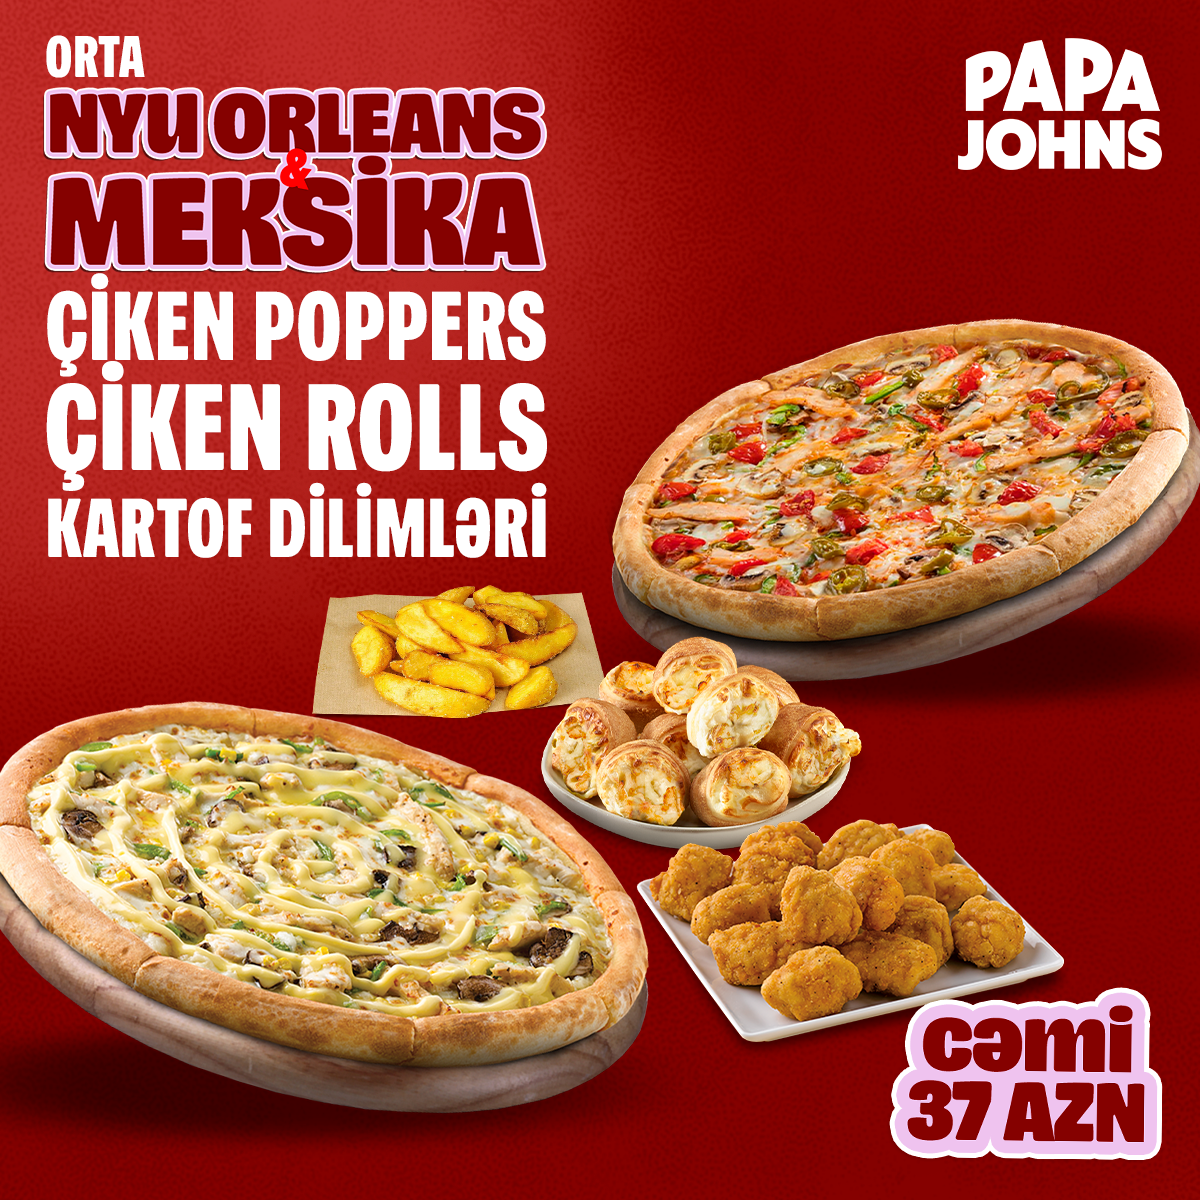 ORTA
NYU ORLEANS
&
MEKSİKA
ÇİKEN POPPERS
ÇİKEN ROLLS
KARTOF DİLİMLƏRİ
PAPA
JOHNS
cəmi
37 AZN